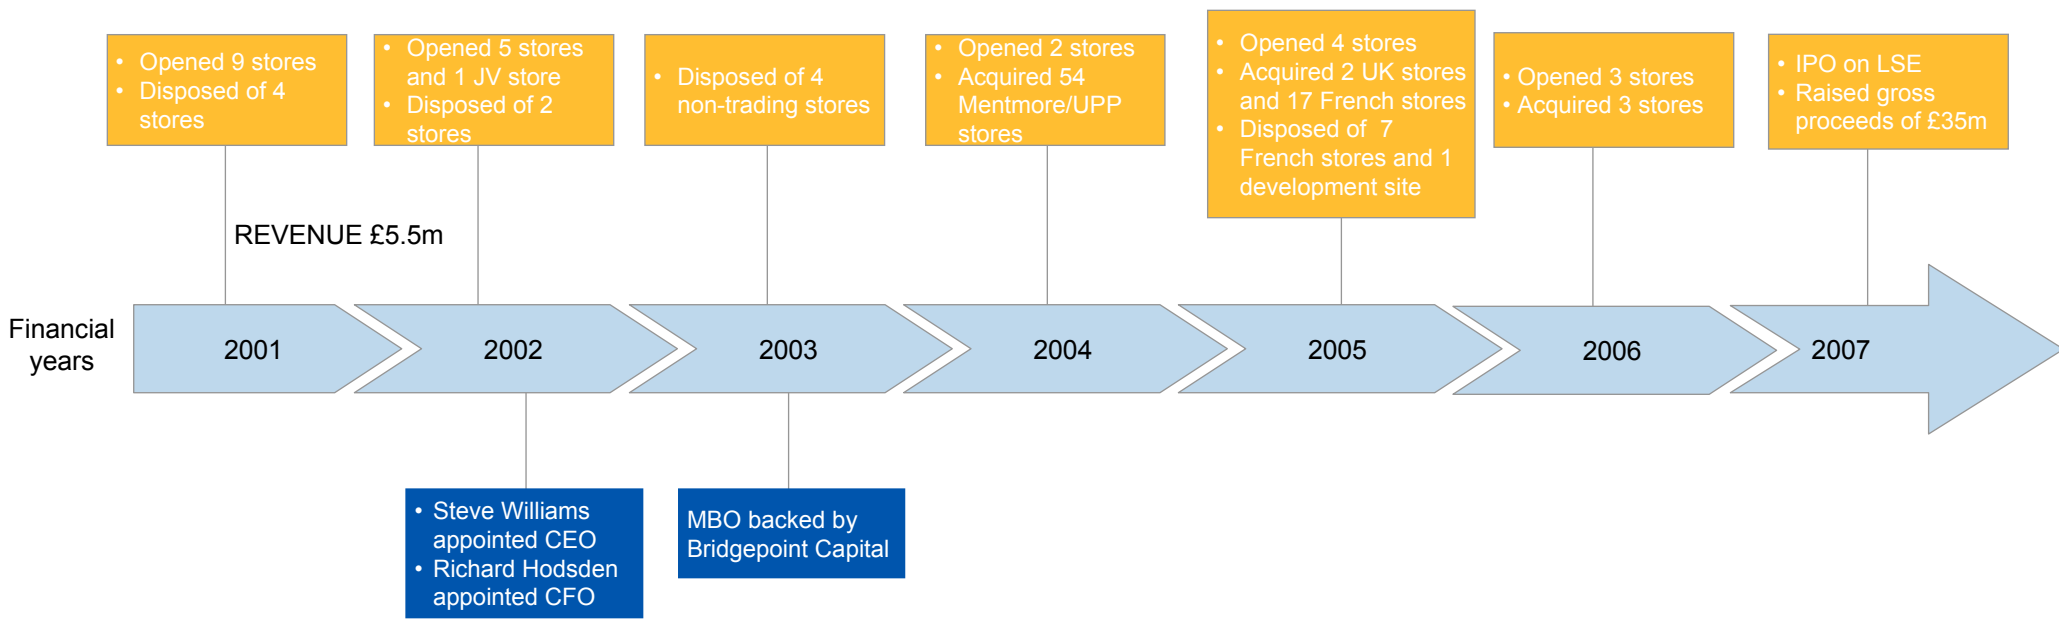 • Opened 9 stores
• Disposed of 4
stores
• Opened 5 stores
and 1 JV store
• Disposed of 2
stores
• Disposed of 4
non-trading stores
• Opened 2 stores
• Acquired 54
Mentmore/UPP
stores
• Opened 4 stores
• Acquired 2 UK stores
and 17 French stores
• Disposed of 7
French stores and 1
development site
• Opened 3 stores
• Acquired 3 stores
• IPO on LSE
• Raised gross
proceeds of £35m
REVENUE £5.5m
Financial
years
2001
2002
2003
2004
2005
2006
2007
• Steve Williams
appointed CEO
• Richard Hodsden
appointed CFO
MBO backed by
Bridgepoint Capital